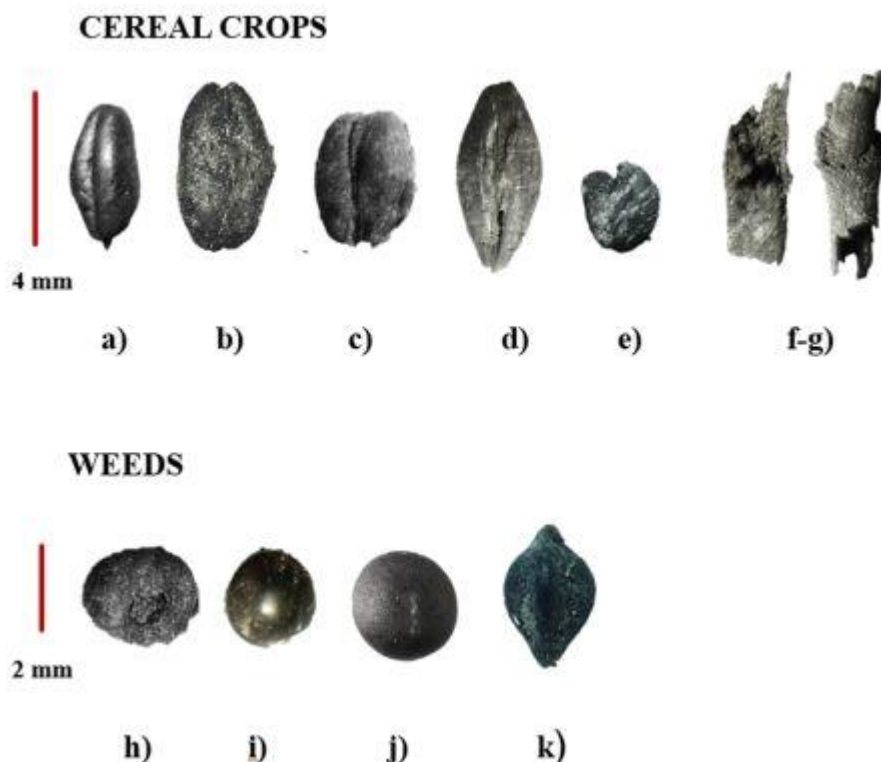 CEREAL CROPS
4 mm
a) b) c) d) e) f-g)
WEEDS
2 mm
h) i) j) k)